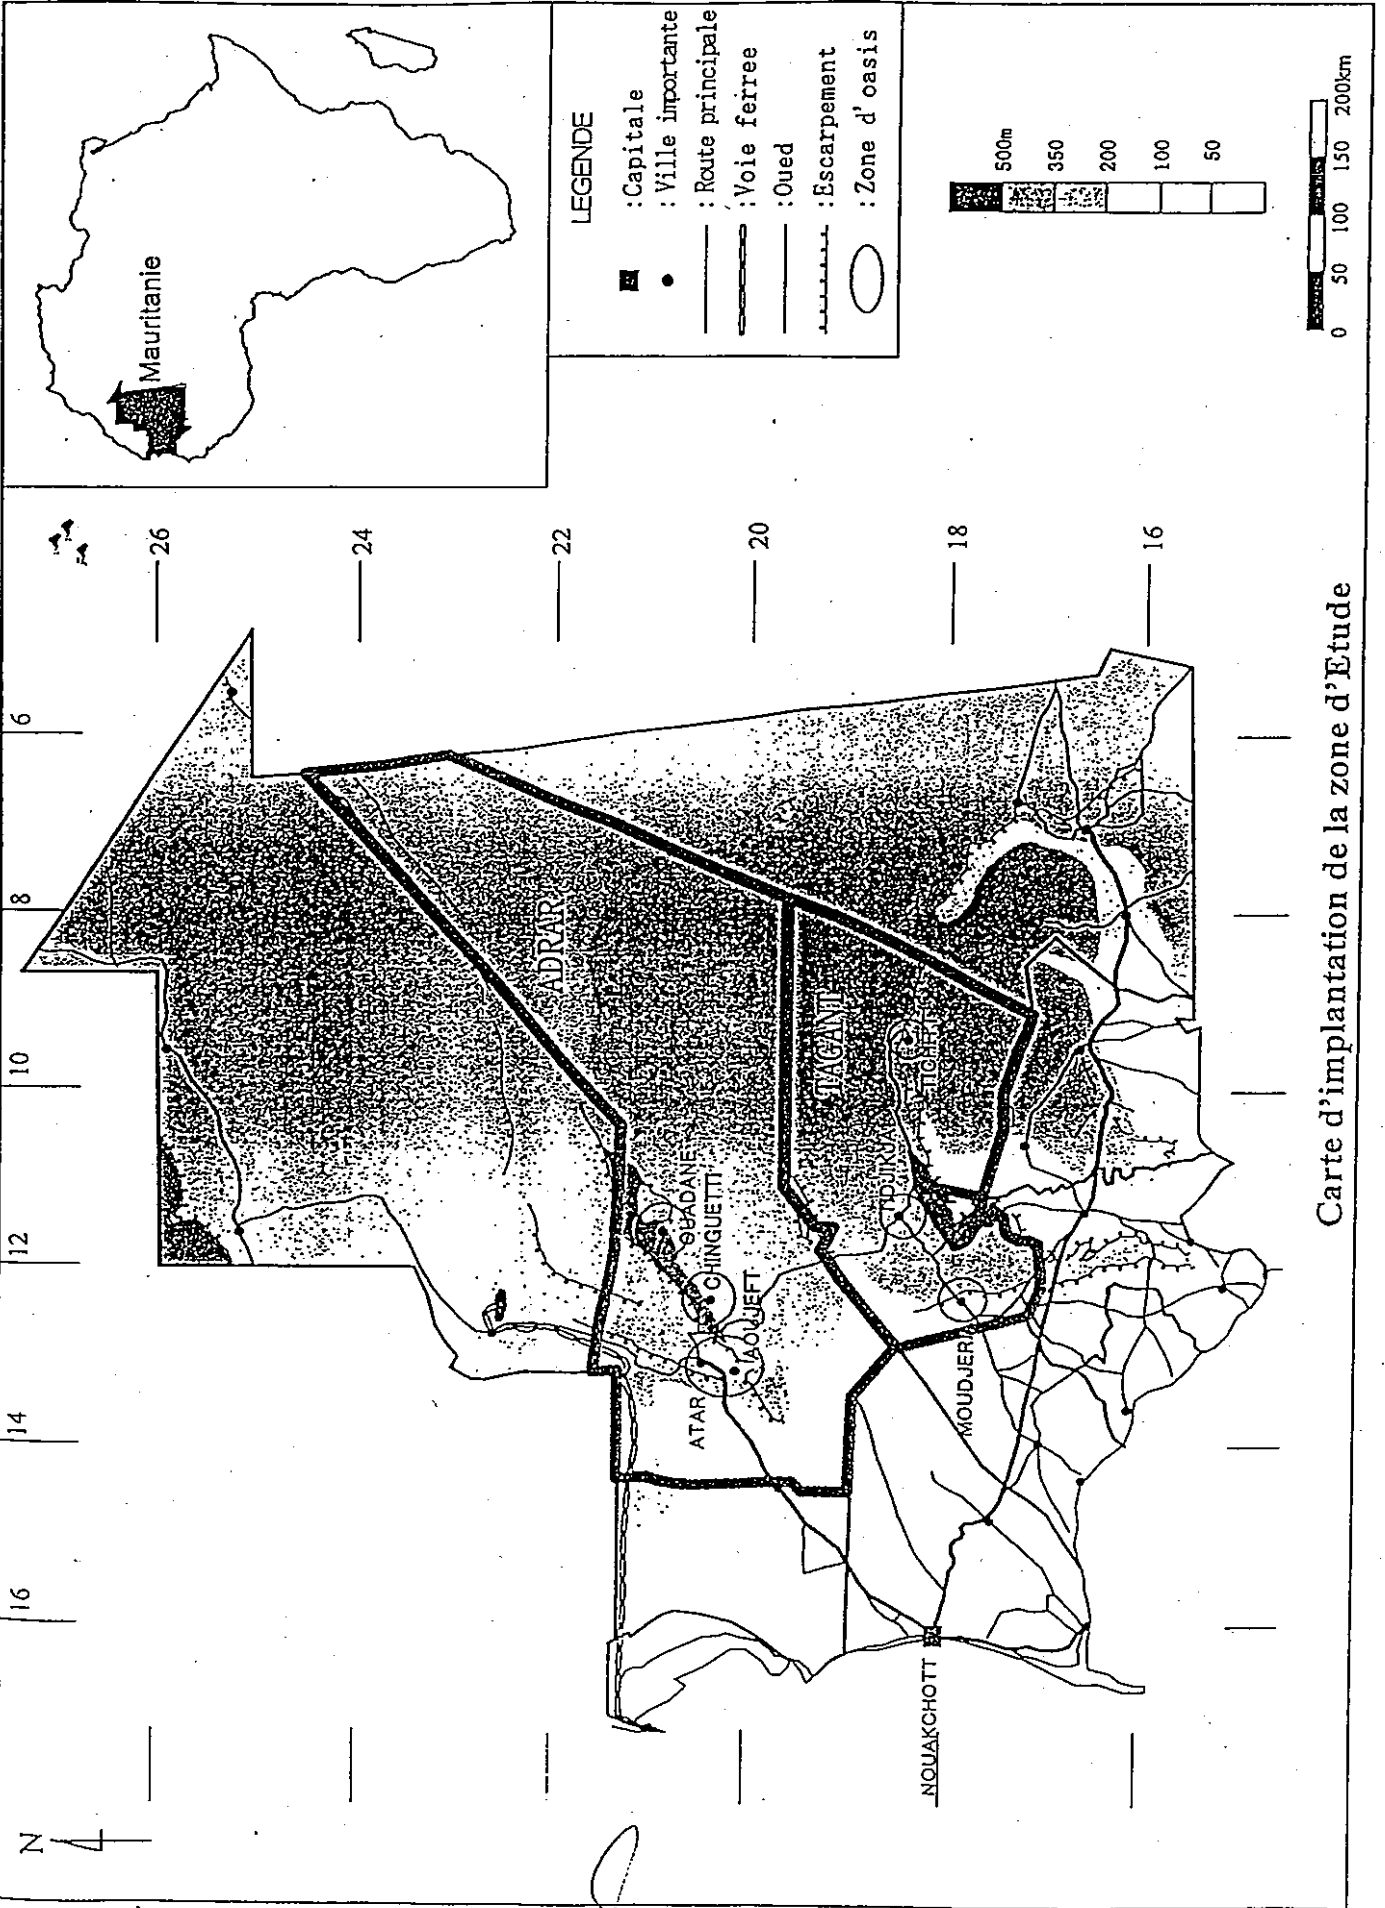 N
16
14
12
10
8
6
26
24
22
20
18
16
Mauritanie
LEGENDE
: Capitale
: Ville importante
: Route principale
: Voie ferree
: Oued
: Escarpement
: Zone d'oasis
500m
350
200
100
50
0 50 100 150 200km
ADRAR
OUADANE
CHINGUETTI
ATAR
AOUJEFT
TAGANT
TICHITT
TIDJIKJA
MOUDJERIA
NOUAKCHOTT
Carte d'implantation de la zone d'Etude